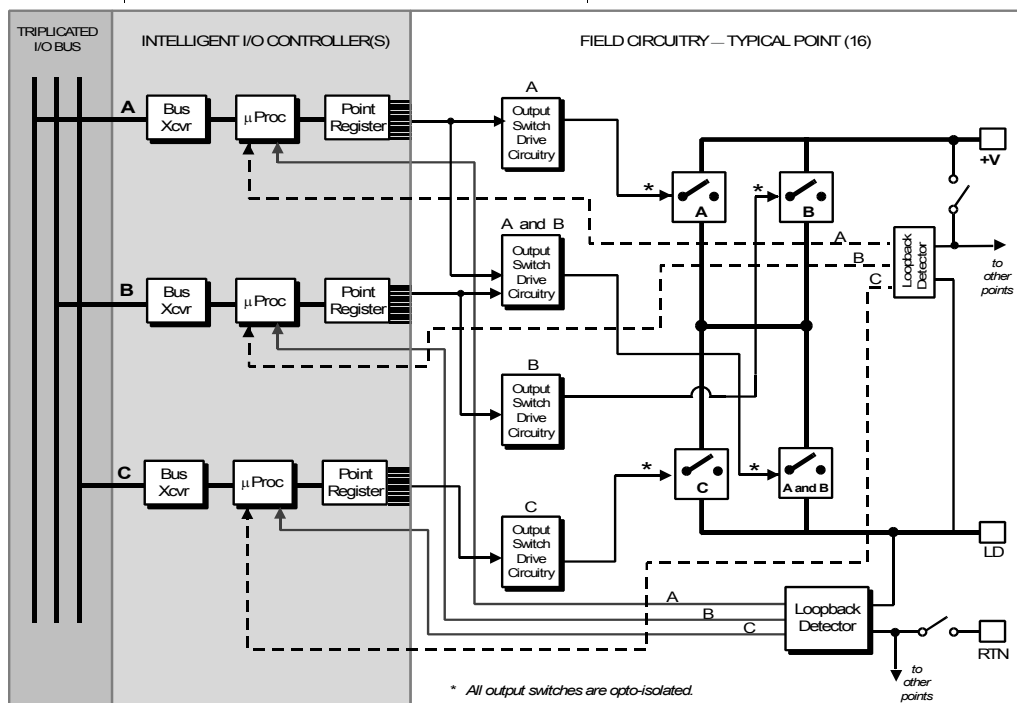 TRIPLICATED
I/O BUS
INTELLIGENT I/O CONTROLLER(S)
FIELD CIRCUITRY — TYPICAL POINT (16)
A
Bus
Xcvr
µ Proc
Point
Register
A
Output
Switch
Drive
Circuitry
*
A
*
B
+V
A and B
Output
Switch
Drive
Circuitry
A
B
C
Loopback
Detector
to
other
points
B
Bus
Xcvr
µ Proc
Point
Register
B
Output
Switch
Drive
Circuitry
C
Bus
Xcvr
µ Proc
Point
Register
*
C
*
A and B
C
Output
Switch
Drive
Circuitry
LD
A
B
C
Loopback
Detector
RTN
to
other
points
* All output switches are opto-isolated.